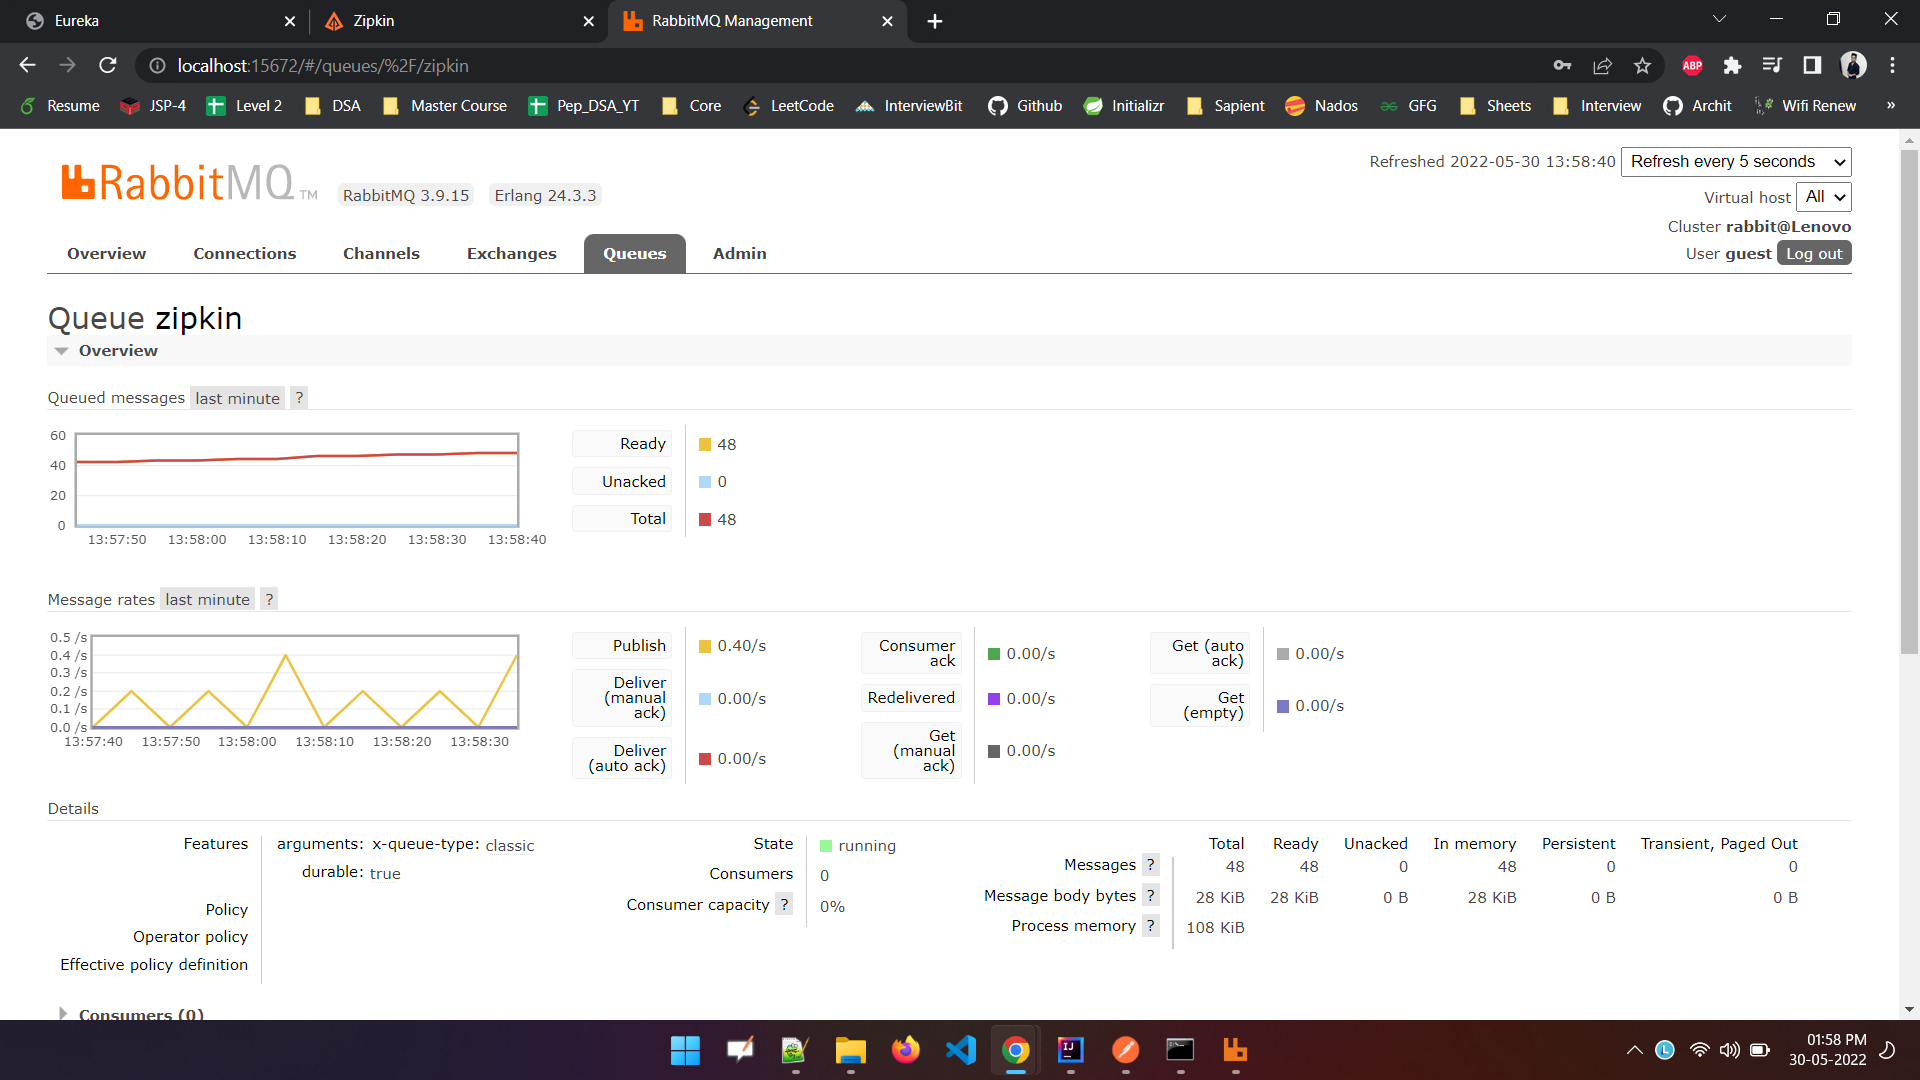 Eureka
Zipkin
RabbitMQ Management
localhost:15672/#/queues/%2F/zipkin
ABP
Resume JSP-4 Level 2 DSA Master Course Pep_DSA_YT Core LeetCode InterviewBit Github Initializr Sapient Nados GFG Sheets Interview Archit Wifi Renew »
RabbitMQ TM RabbitMQ 3.9.15 Erlang 24.3.3
Refreshed 2022-05-30 13:58:40 Refresh every 5 seconds
Virtual host All
Cluster rabbit@Lenovo
User guest Log out
Overview Connections Channels Exchanges Queues Admin
Queue zipkin
Overview
Queued messages last minute ?
60
40
20
0
13:57:50 13:58:00 13:58:10 13:58:20 13:58:30 13:58:40
Ready 48
Unacked 0
Total 48
Message rates last minute ?
0.5 /s
0.4 /s
0.3 /s
0.2 /s
0.1 /s
0.0 /s
13:57:40 13:57:50 13:58:00 13:58:10 13:58:20 13:58:30
Publish 0.40/s
Deliver
(manual
ack)
0.00/s
Deliver
(auto ack)
0.00/s
Consumer
ack
0.00/s
Redelivered 0.00/s
Get
(manual
ack)
0.00/s
Get (auto
ack)
0.00/s
Get
(empty)
0.00/s
Details
Features arguments: x-queue-type: classic
durable: true
Policy
Operator policy
Effective policy definition
State running
Consumers 0
Consumer capacity ? 0%
Total Ready Unacked In memory Persistent Transient, Paged Out
Messages ? 48 48 0 48 0 0
Message body bytes ? 28 KiB 28 KiB 0 B 28 KiB 0 B 0 B
Process memory ? 108 KiB
Consumers (0)
IJ
L
01:58 PM
30-05-2022